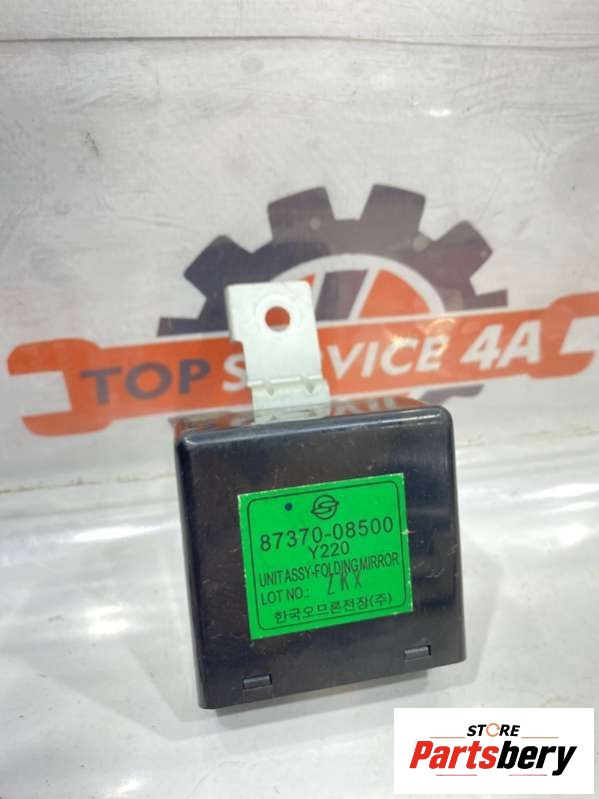 TOP SERVICE 4A
87370-08500
Y220
UNIT ASSY-FOLDING MIRROR
LOT NO.: ZKX
한국오므론전장(주)
STORE
Partsbery